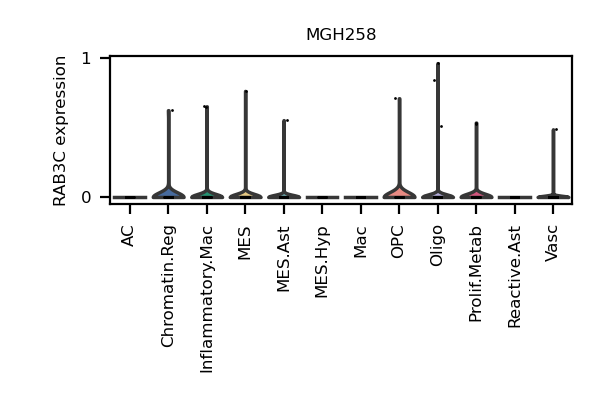 MGH258
RAB3C expression
1
0
AC
Chromatin.Reg
Inflammatory.Mac
MES
MES.Ast
MES.Hyp
Mac
OPC
Oligo
Prolif.Metab
Reactive.Ast
Vasc